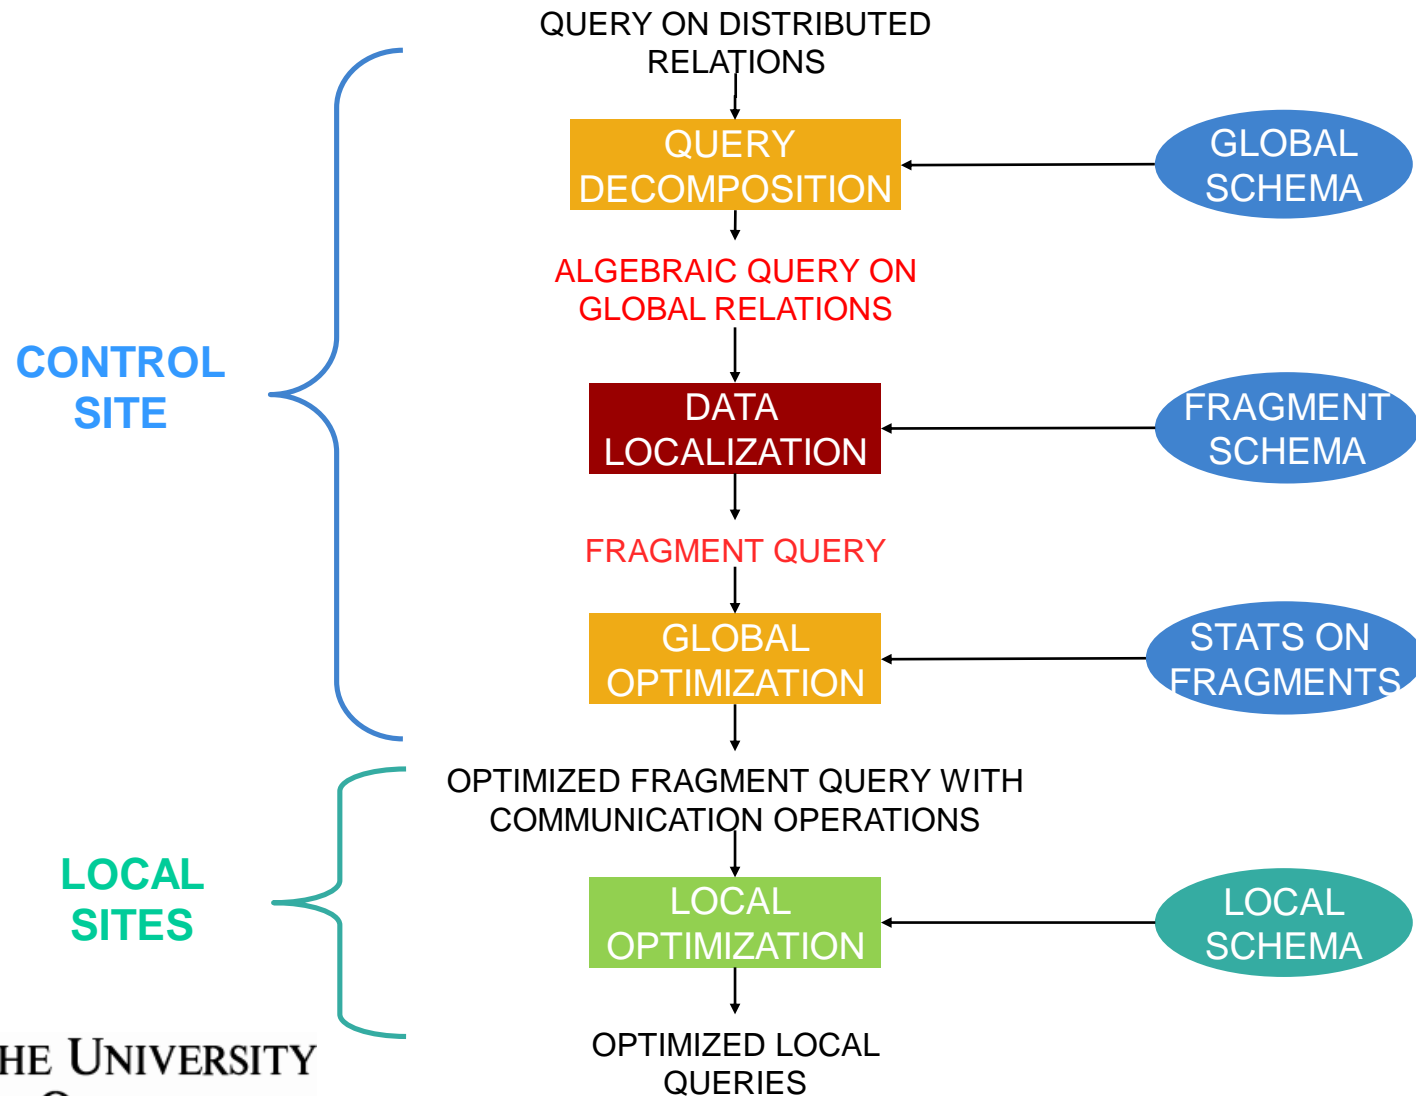 QUERY ON DISTRIBUTED
RELATIONS
QUERY
DECOMPOSITION
GLOBAL
SCHEMA
ALGEBRAIC QUERY ON
GLOBAL RELATIONS
CONTROL
SITE
DATA
LOCALIZATION
FRAGMENT
SCHEMA
FRAGMENT QUERY
GLOBAL
OPTIMIZATION
STATS ON
FRAGMENTS
OPTIMIZED FRAGMENT QUERY WITH
COMMUNICATION OPERATIONS
LOCAL
SITES
LOCAL
OPTIMIZATION
LOCAL
SCHEMA
OPTIMIZED LOCAL
QUERIES
HE UNIVERSITY